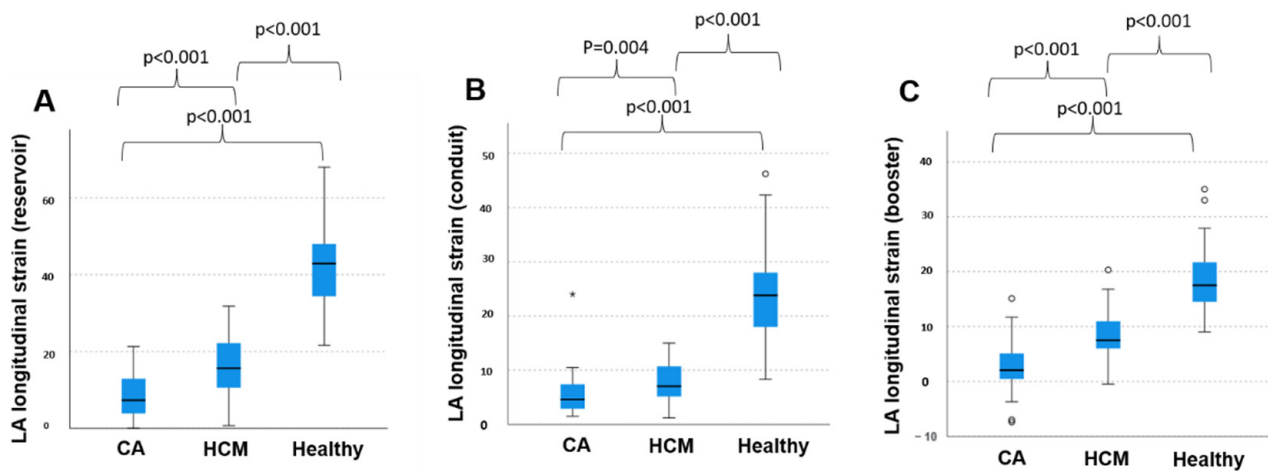 p<0.001
p<0.001
p<0.001
A
LA longitudinal strain (reservoir)
60
40
20
0
CA HCM Healthy
p<0.001
P=0.004
p<0.001
B
LA longitudinal strain (conduit)
50
40
30
20
10
0
*
CA HCM Healthy
p<0.001
p<0.001
p<0.001
C
LA longitudinal strain (booster)
40
30
20
10
0
–10
CA HCM Healthy